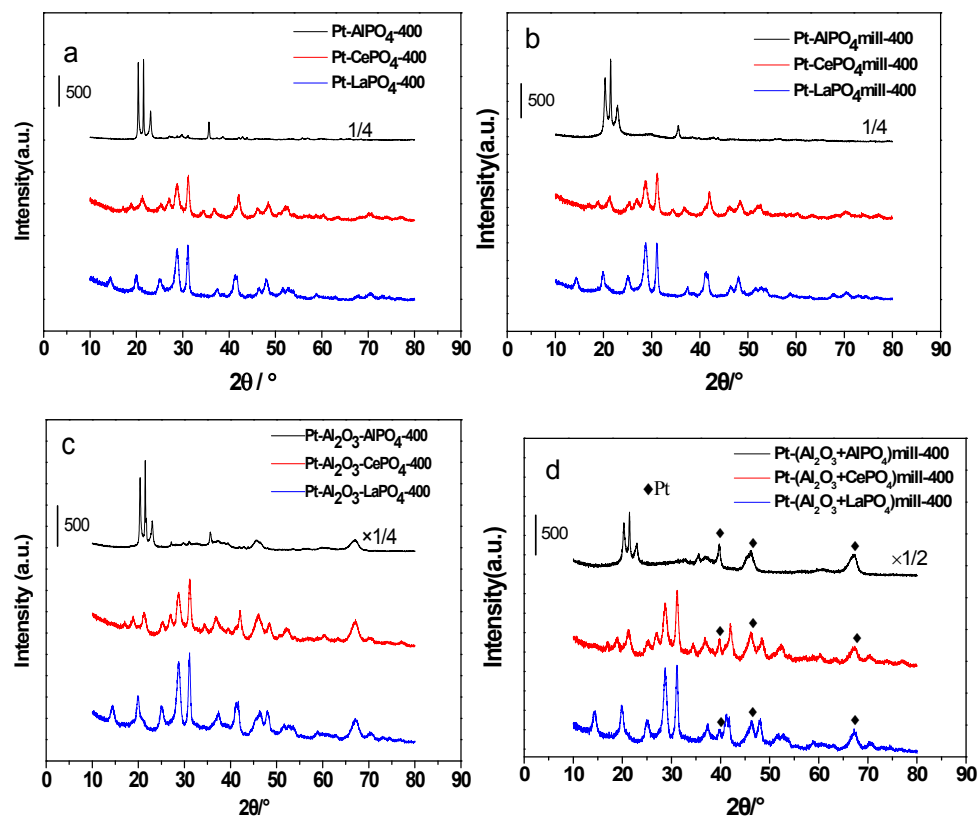 a
Pt-AlPO4-400
Pt-CePO4-400
Pt-LaPO4-400
500
1/4
Intensity(a.u.)
0 10 20 30 40 50 60 70 80 90
2θ/ °
b
Pt-AlPO4mill-400
Pt-CePO4mill-400
Pt-LaPO4mill-400
500
1/4
Intensity(a.u.)
0 10 20 30 40 50 60 70 80 90
2θ/°
c
Pt-Al2O3-AlPO4-400
Pt-Al2O3-CePO4-400
Pt-Al2O3-LaPO4-400
500
×1/4
Intensity (a.u.)
0 10 20 30 40 50 60 70 80 90
2θ/°
d
Pt-(Al2O3+AlPO4)mill-400
Pt-(Al2O3+CePO4)mill-400
Pt-(Al2O3+LaPO4)mill-400
♦Pt
500
×1/2
Intensity (a.u.)
0 10 20 30 40 50 60 70 80 90
2θ/°